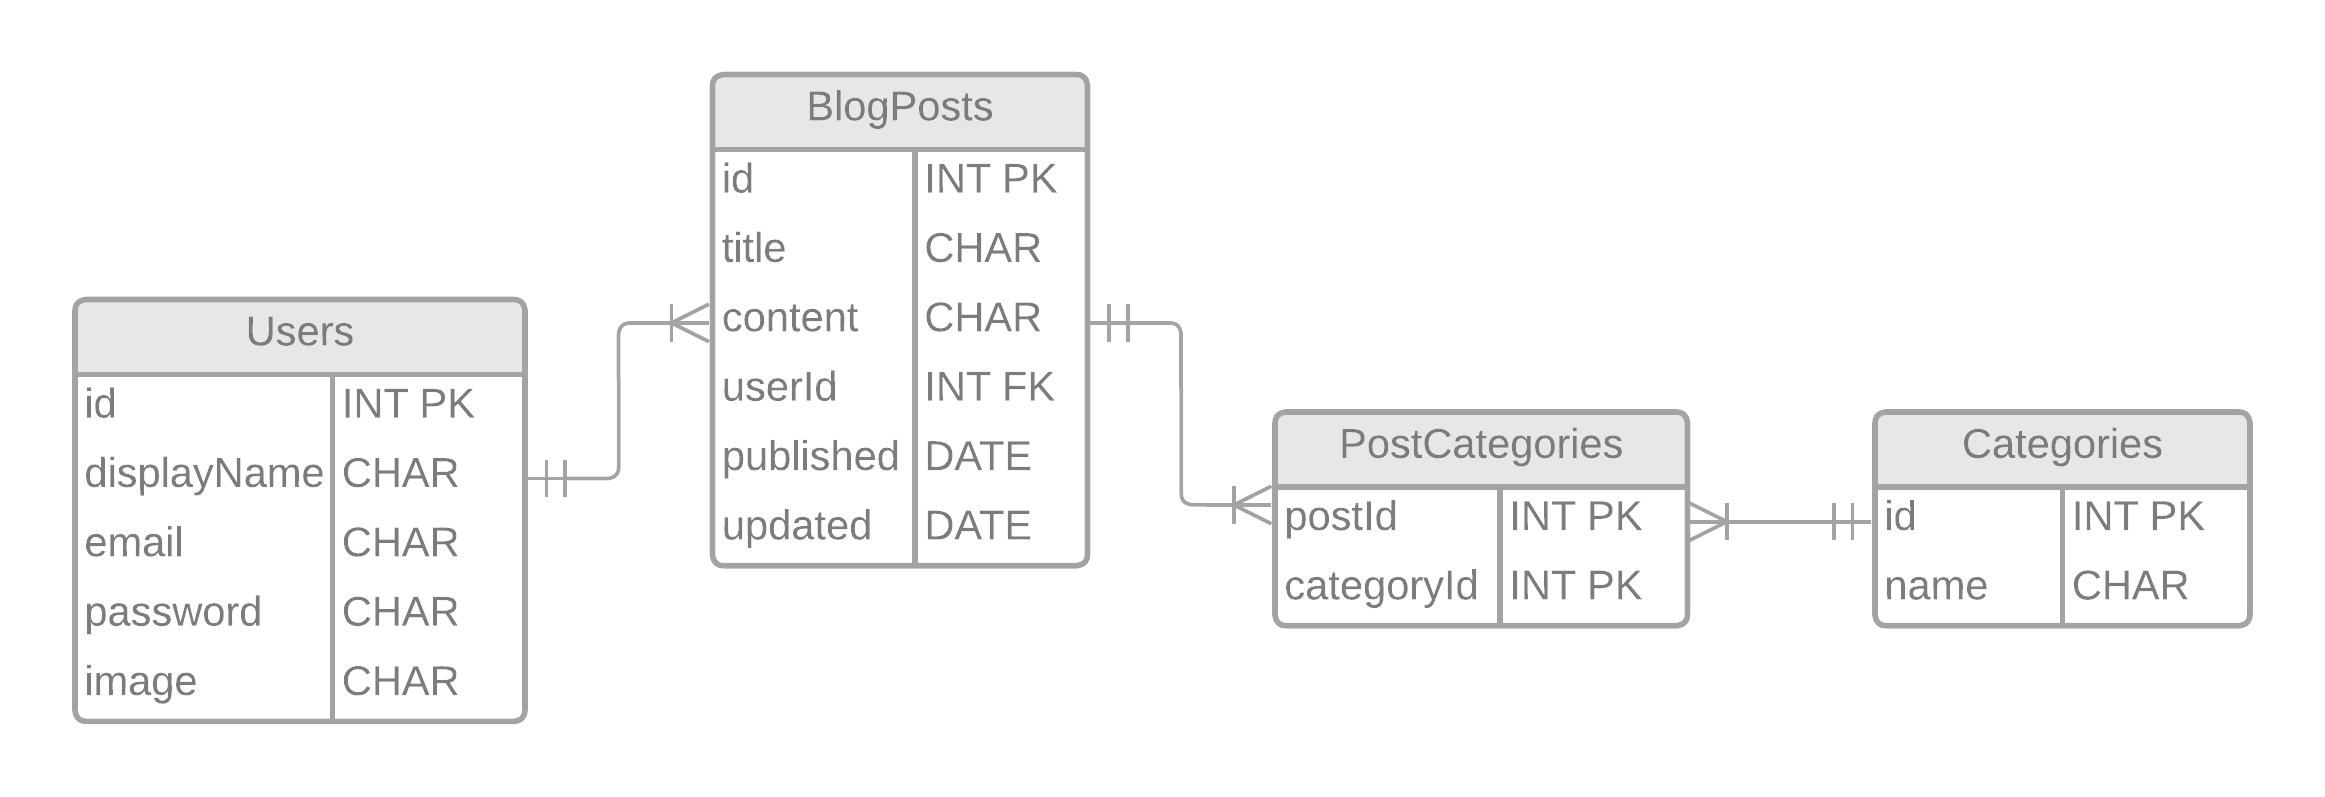 Users
id INT PK
displayName CHAR
email CHAR
password CHAR
image CHAR
BlogPosts
id INT PK
title CHAR
content CHAR
userId INT FK
published DATE
updated DATE
PostCategories
postId INT PK
categoryId INT PK
Categories
id INT PK
name CHAR